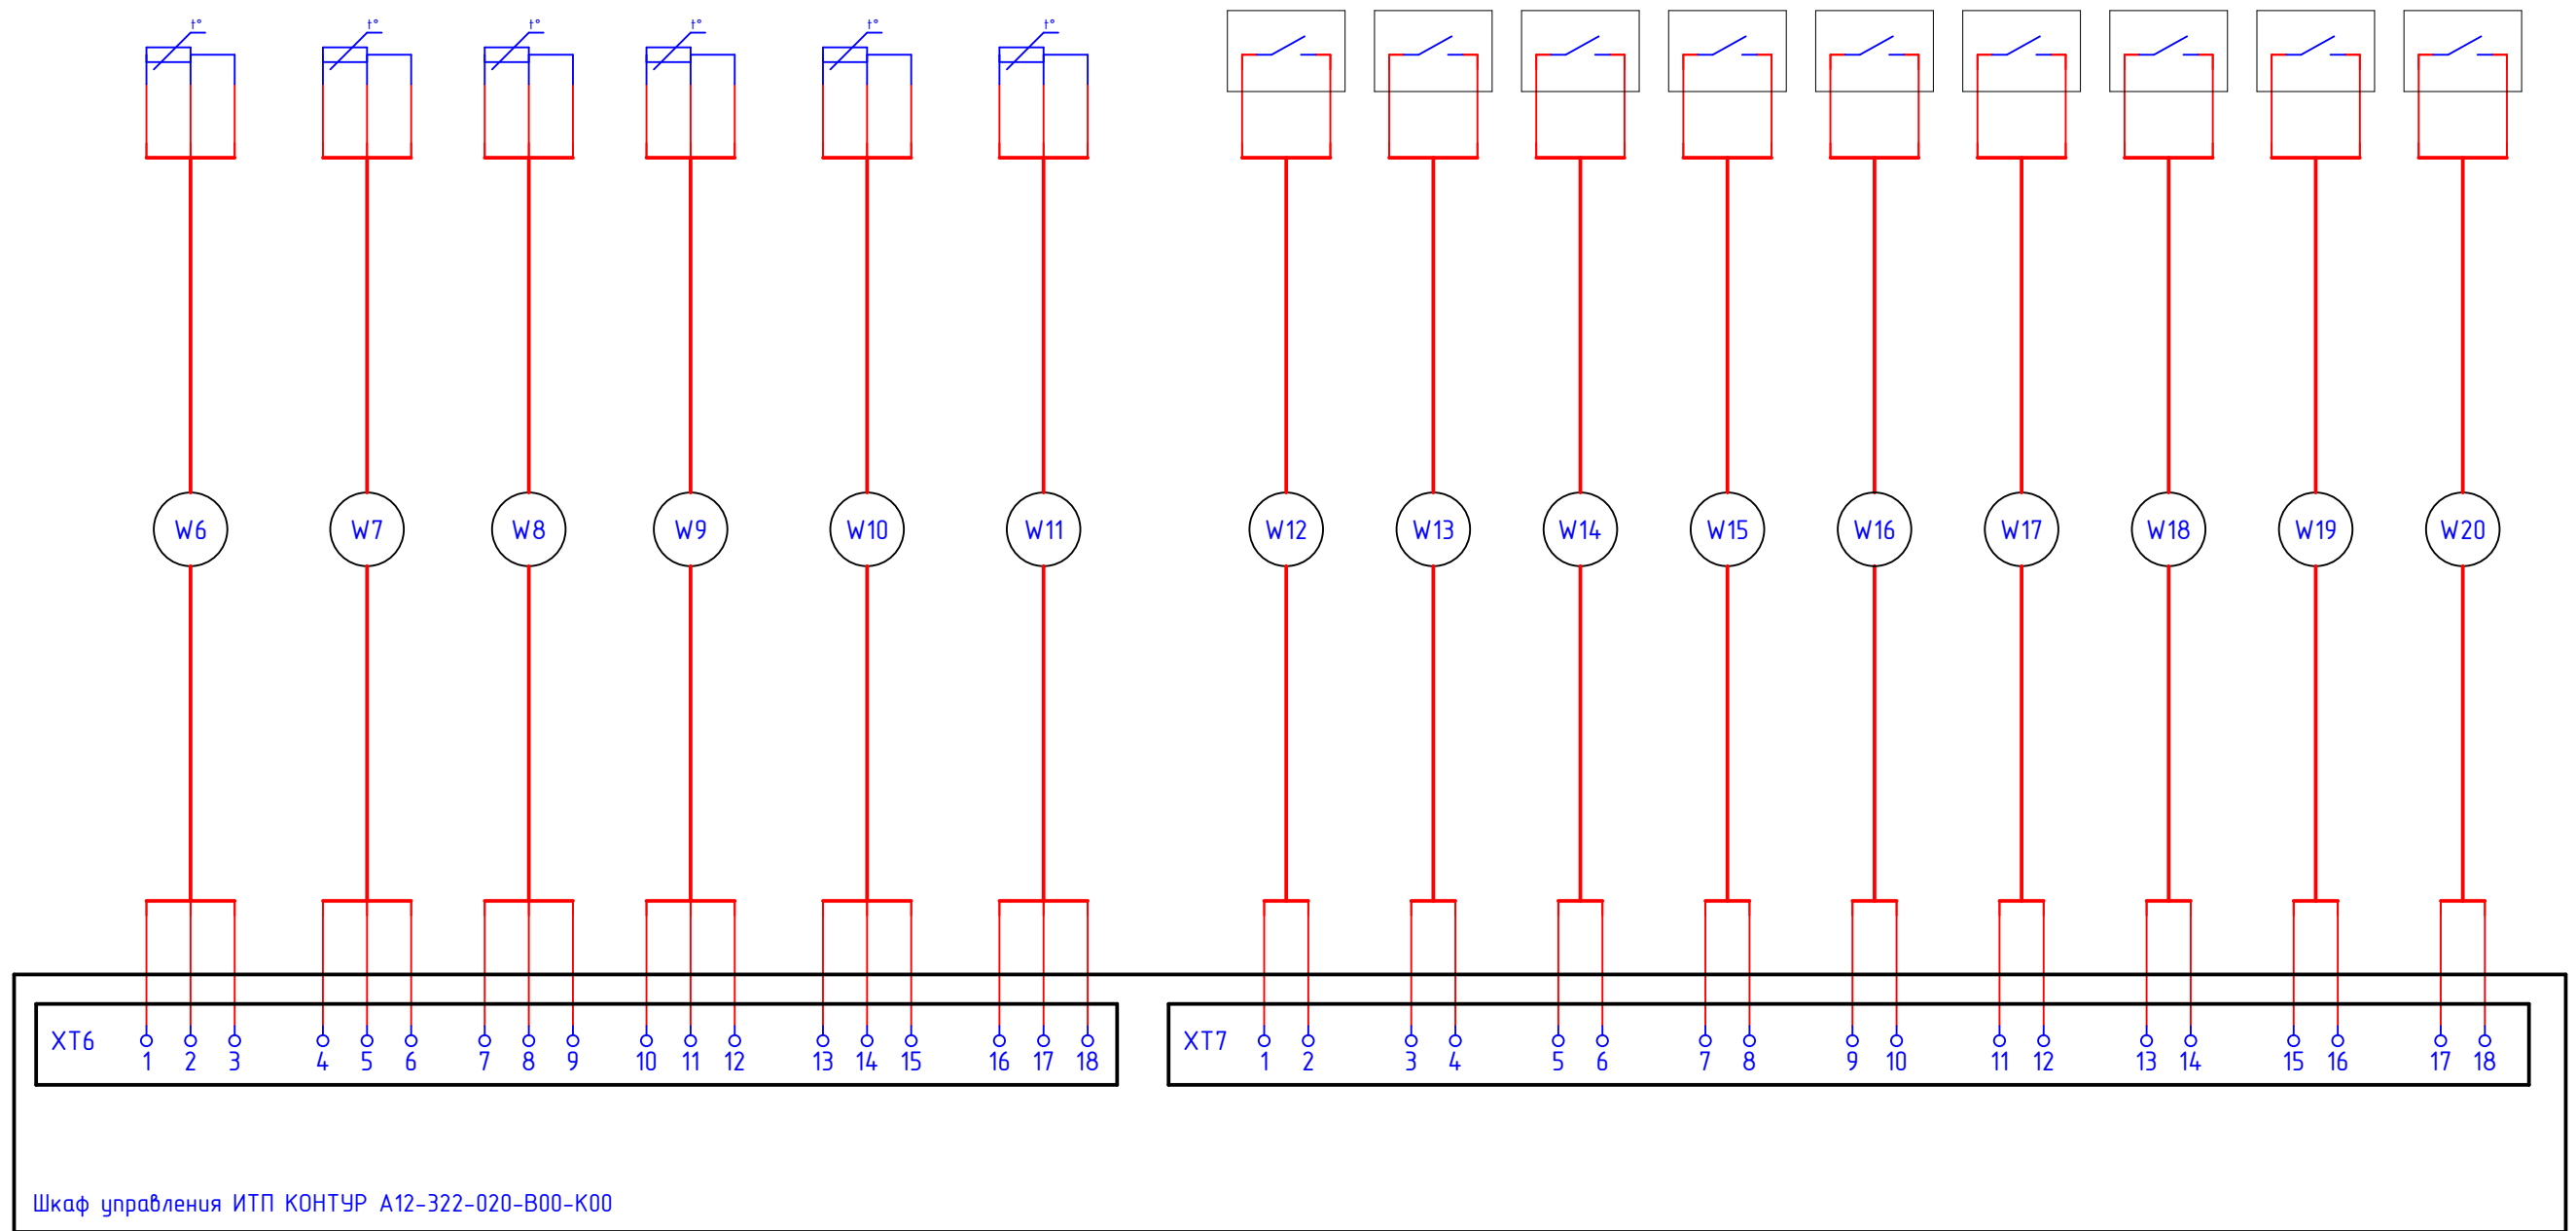 t° t° t° t° t° t°
W6 W7 W8 W9 W10 W11 W12 W13 W14 W15 W16 W17 W18 W19 W20
XT6 XT7
1 2 3 4 5 6 7 8 9 10 11 12 13 14 15 16 17 18 1 2 3 4 5 6 7 8 9 10 11 12 13 14 15 16 17 18
Шкаф управления ИТП КОНТУР А12-322-020-В00-К00